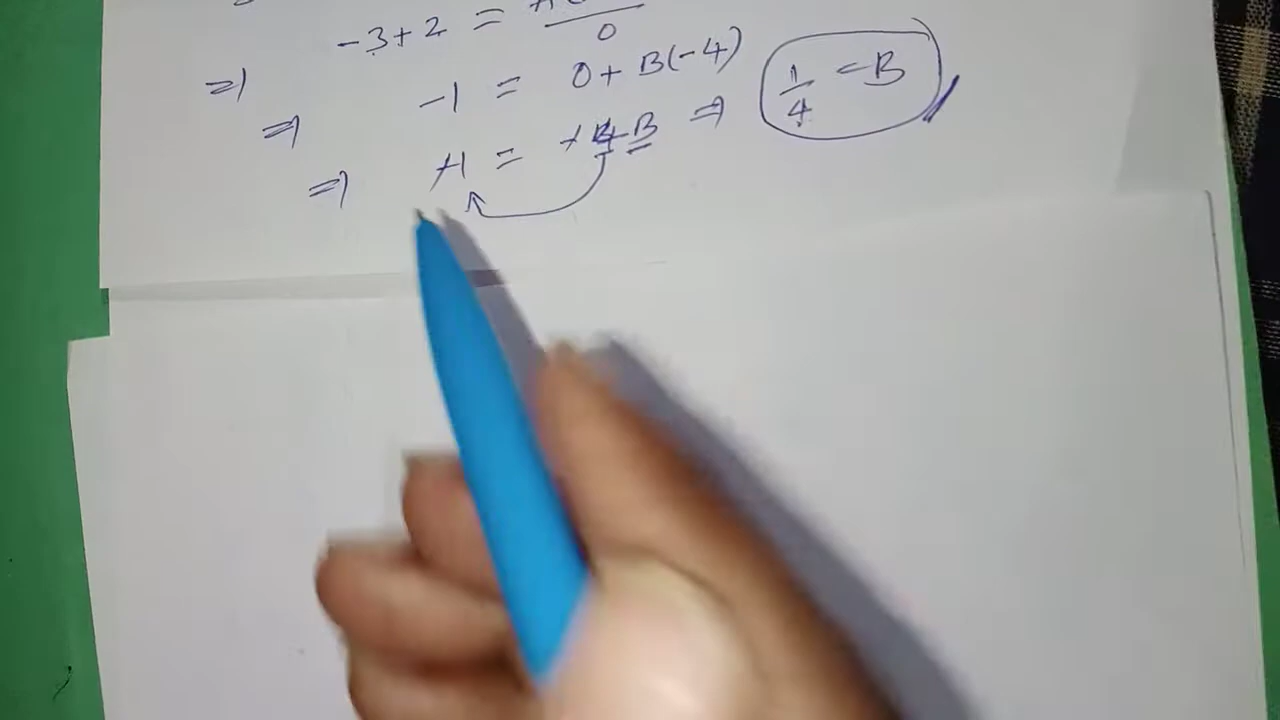 -3+2 =
0
⇒ -1 = 0 + B(-4)
⇒ +1 = +4B ⇒ 1/4 = B
⇒